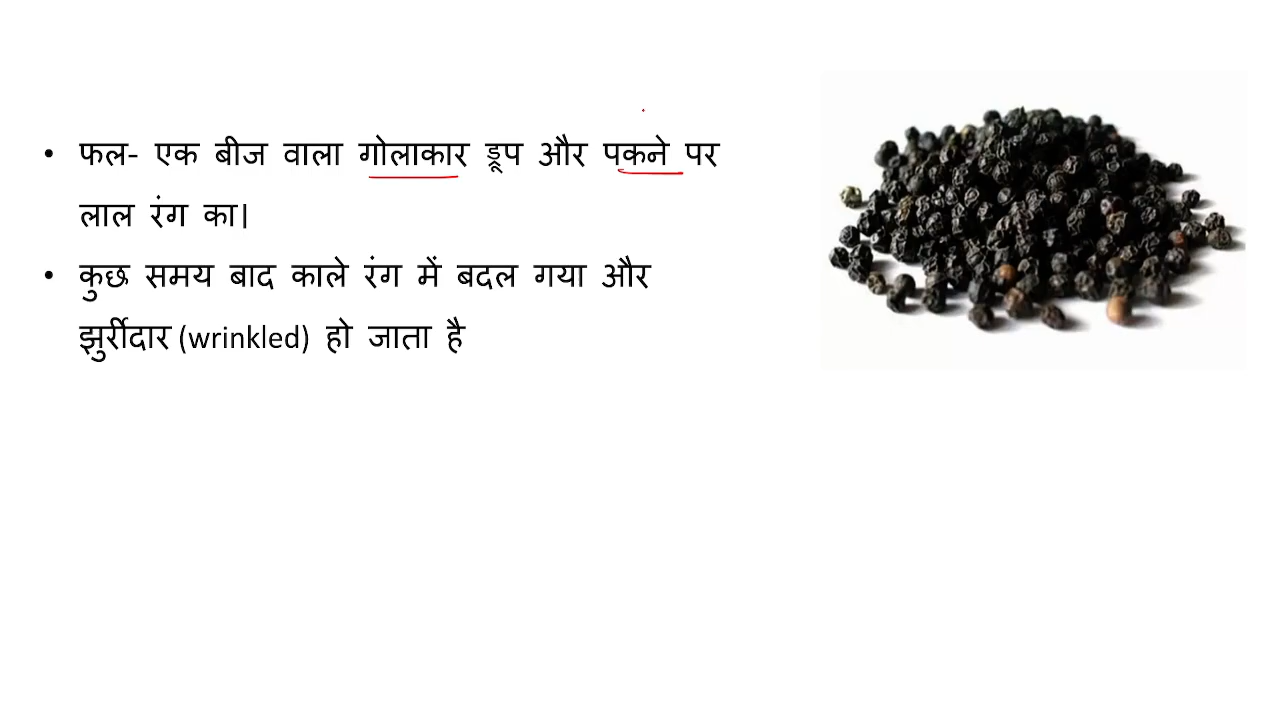 • फल- एक बीज वाला गोलाकार ड्रूप और पकने पर
लाल रंग का|
• कुछ समय बाद काले रंग में बदल गया और
झुर्रीदार (wrinkled) हो जाता है